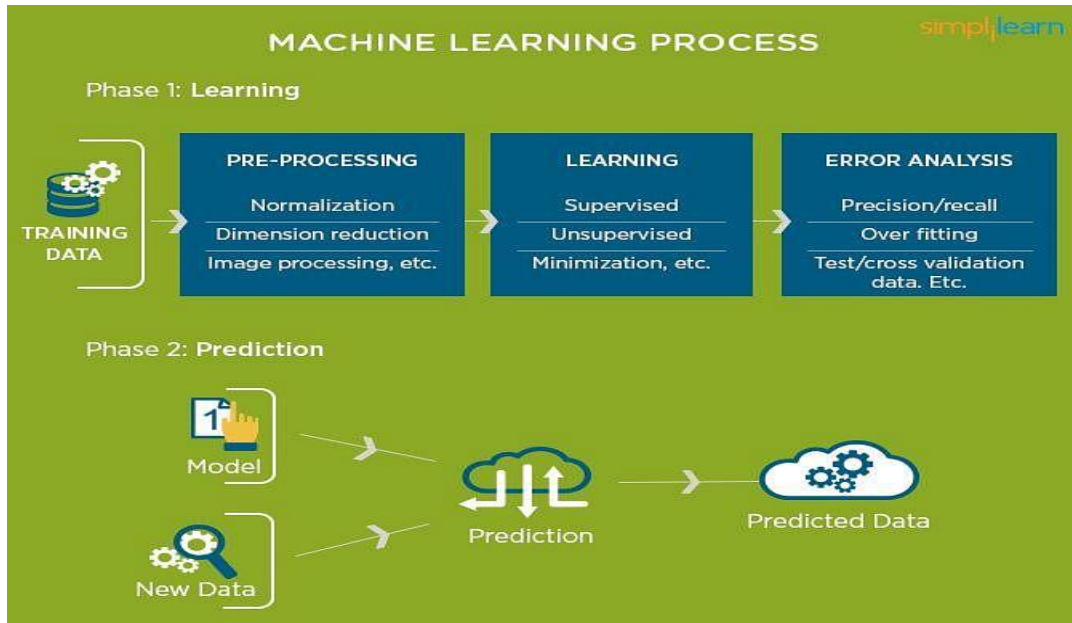 simplilearn
MACHINE LEARNING PROCESS
Phase 1: Learning
TRAINING
DATA
PRE-PROCESSING
Normalization
Dimension reduction
Image processing, etc.
LEARNING
Supervised
Unsupervised
Minimization, etc.
ERROR ANALYSIS
Precision/recall
Over fitting
Test/cross validation
data. Etc.
Phase 2: Prediction
1
Model
New Data
Prediction
Predicted Data